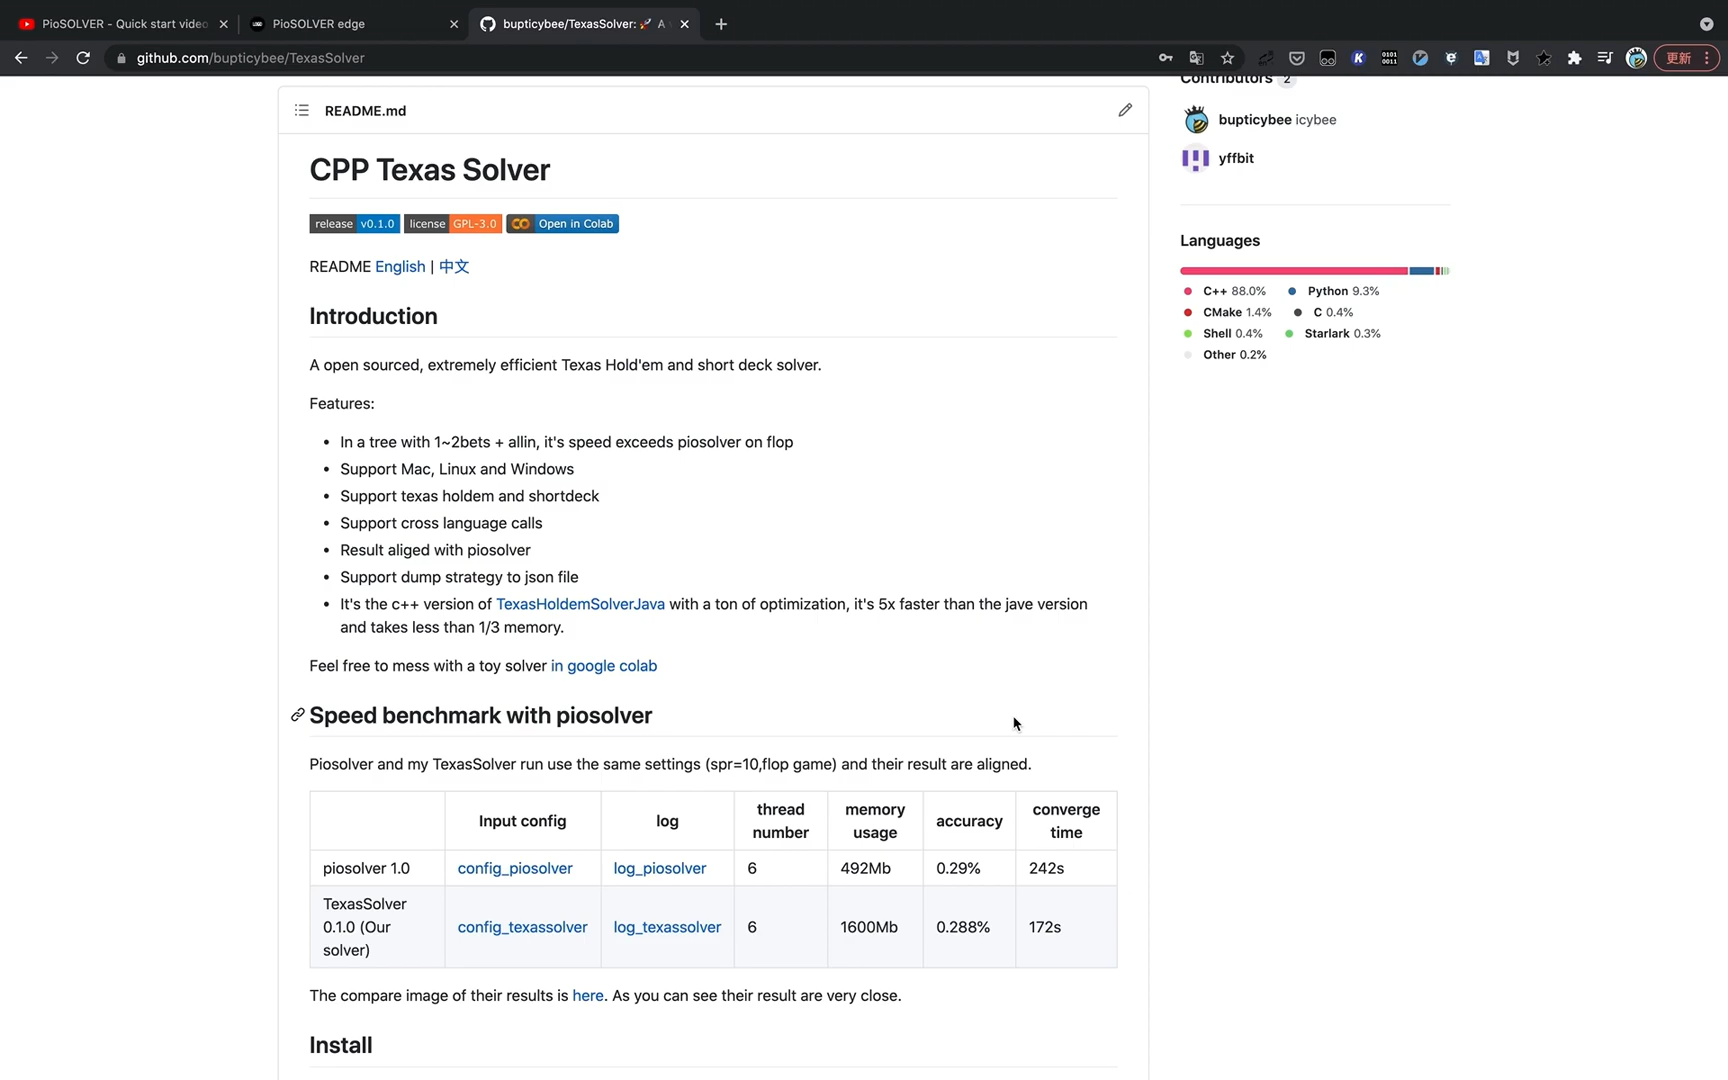 PioSOLVER - Quick start video
PioSOLVER edge
bupticybee/TexasSolver: 🚀 A
github.com/bupticybee/TexasSolver
更新
README.md
CPP Texas Solver
release v0.1.0 license GPL-3.0 Open in Colab
README English | 中文
Introduction
A open sourced, extremely efficient Texas Hold'em and short deck solver.
Features:
• In a tree with 1~2bets + allin, it's speed exceeds piosolver on flop
• Support Mac, Linux and Windows
• Support texas holdem and shortdeck
• Support cross language calls
• Result aliged with piosolver
• Support dump strategy to json file
• It's the c++ version of TexasHoldemSolverJava with a ton of optimization, it's 5x faster than the jave version
and takes less than 1/3 memory.
Feel free to mess with a toy solver in google colab
Speed benchmark with piosolver
Piosolver and my TexasSolver run use the same settings (spr=10,flop game) and their result are aligned.
Input config log thread number memory usage accuracy converge time
piosolver 1.0 config_piosolver log_piosolver 6 492Mb 0.29% 242s
TexasSolver 0.1.0 (Our solver) config_texassolver log_texassolver 6 1600Mb 0.288% 172s
The compare image of their results is here. As you can see their result are very close.
Install
Contributors 2
bupticybee icybee
yffbit
Languages
C++ 88.0% Python 9.3%
CMake 1.4% C 0.4%
Shell 0.4% Starlark 0.3%
Other 0.2%